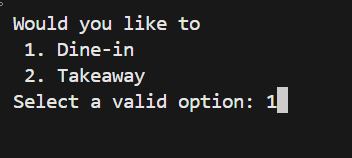 Would you like to
1. Dine-in
2. Takeaway
Select a valid option: 1